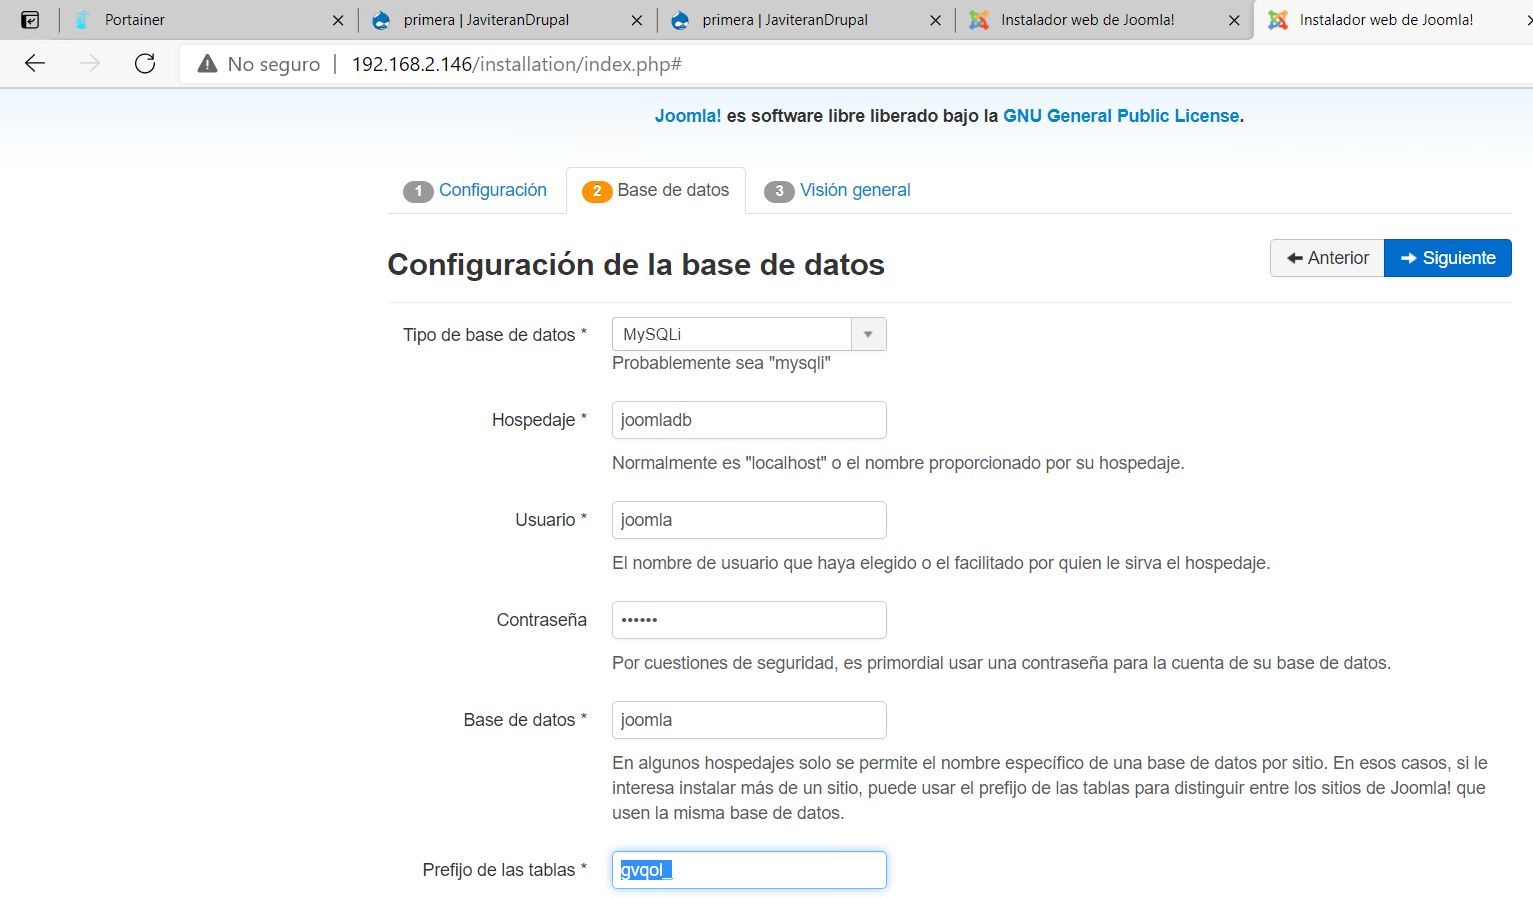 Portainer
primera | JaviteranDrupal
primera | JaviteranDrupal
Instalador web de Joomla!
Instalador web de Joomla!
No seguro | 192.168.2.146/installation/index.php#
Joomla! es software libre liberado bajo la GNU General Public License.
1 Configuración
2 Base de datos
3 Visión general
Configuración de la base de datos
Anterior
Siguiente
Tipo de base de datos *
MySQLi
Probablemente sea "mysqli"
Hospedaje *
joomladb
Normalmente es "localhost" o el nombre proporcionado por su hospedaje.
Usuario *
joomla
El nombre de usuario que haya elegido o el facilitado por quien le sirva el hospedaje.
Contraseña
••••••
Por cuestiones de seguridad, es primordial usar una contraseña para la cuenta de su base de datos.
Base de datos *
joomla
En algunos hospedajes solo se permite el nombre específico de una base de datos por sitio. En esos casos, si le
interesa instalar más de un sitio, puede usar el prefijo de las tablas para distinguir entre los sitios de Joomla! que
usen la misma base de datos.
Prefijo de las tablas *
gvqol_